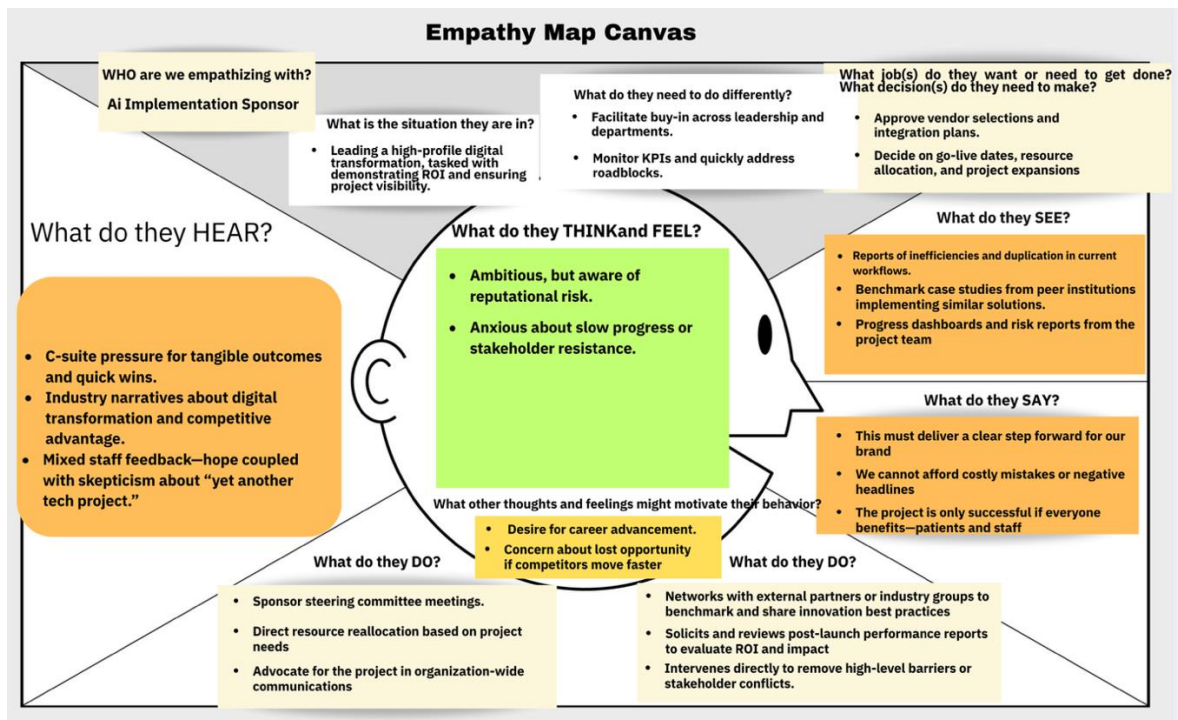 Empathy Map Canvas
WHO are we empathizing with?
Ai Implementation Sponsor
What is the situation they are in?
• Leading a high-profile digital
transformation, tasked with
demonstrating ROI and ensuring
project visibility.
What do they need to do differently?
• Facilitate buy-in across leadership and
departments.
• Monitor KPIs and quickly address
roadblocks.
What job(s) do they want or need to get done?
What decision(s) do they need to make?
• Approve vendor selections and
integration plans.
• Decide on go-live dates, resource
allocation, and project expansions
What do they HEAR?
• C-suite pressure for tangible outcomes
and quick wins.
• Industry narratives about digital
transformation and competitive
advantage.
• Mixed staff feedback—hope coupled
with skepticism about “yet another
tech project.”
What do they THINKand FEEL?
• Ambitious, but aware of
reputational risk.
• Anxious about slow progress or
stakeholder resistance.
What other thoughts and feelings might motivate their behavior?
• Desire for career advancement.
• Concern about lost opportunity
if competitors move faster
What do they SEE?
• Reports of inefficiencies and duplication in current
workflows.
• Benchmark case studies from peer institutions
implementing similar solutions.
• Progress dashboards and risk reports from the
project team
What do they SAY?
• This must deliver a clear step forward for our
brand
• We cannot afford costly mistakes or negative
headlines
• The project is only successful if everyone
benefits—patients and staff
What do they DO?
• Sponsor steering committee meetings.
• Direct resource reallocation based on project
needs
• Advocate for the project in organization-wide
communications
What do they DO?
• Networks with external partners or industry groups to
benchmark and share innovation best practices
• Solicits and reviews post-launch performance reports
to evaluate ROI and impact
• Intervenes directly to remove high-level barriers or
stakeholder conflicts.